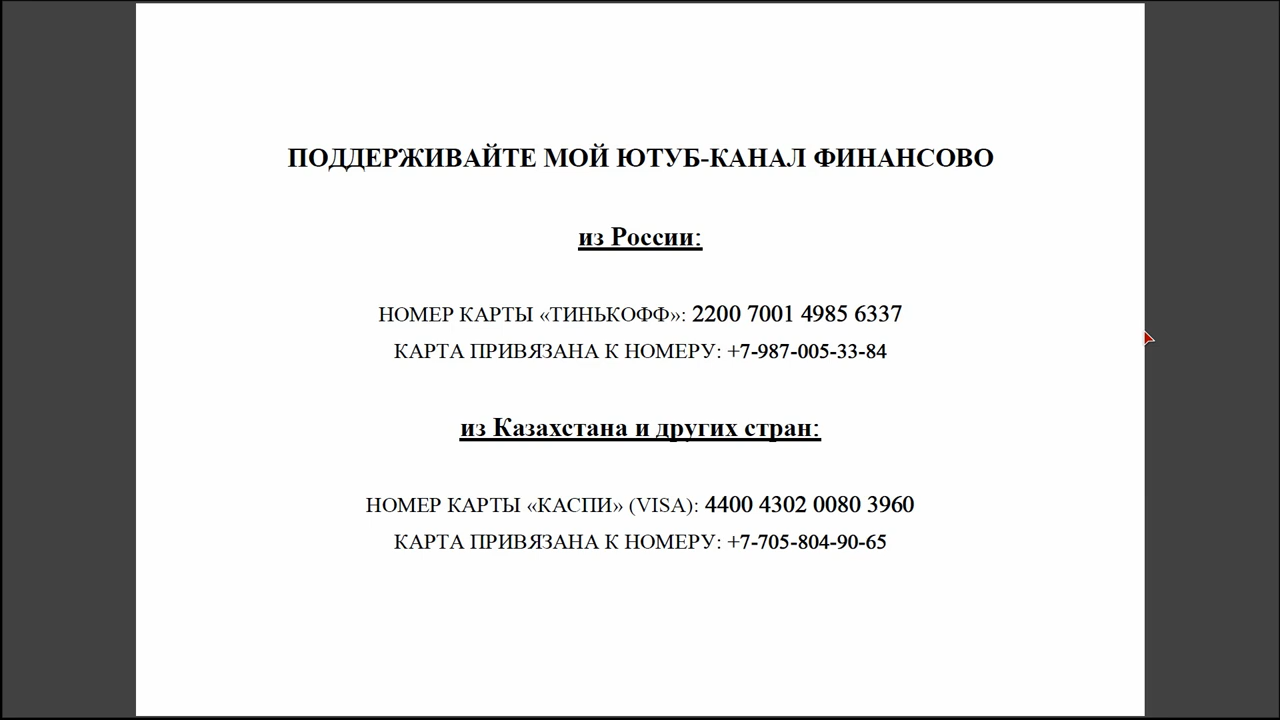 ПОДДЕРЖИВАЙТЕ МОЙ ЮТУБ-КАНАЛ ФИНАНСОВО
из России:
НОМЕР КАРТЫ «ТИНЬКОФФ»: 2200 7001 4985 6337
КАРТА ПРИВЯЗАНА К НОМЕРУ: +7-987-005-33-84
из Казахстана и других стран:
НОМЕР КАРТЫ «КАСПИ» (VISA): 4400 4302 0080 3960
КАРТА ПРИВЯЗАНА К НОМЕРУ: +7-705-804-90-65